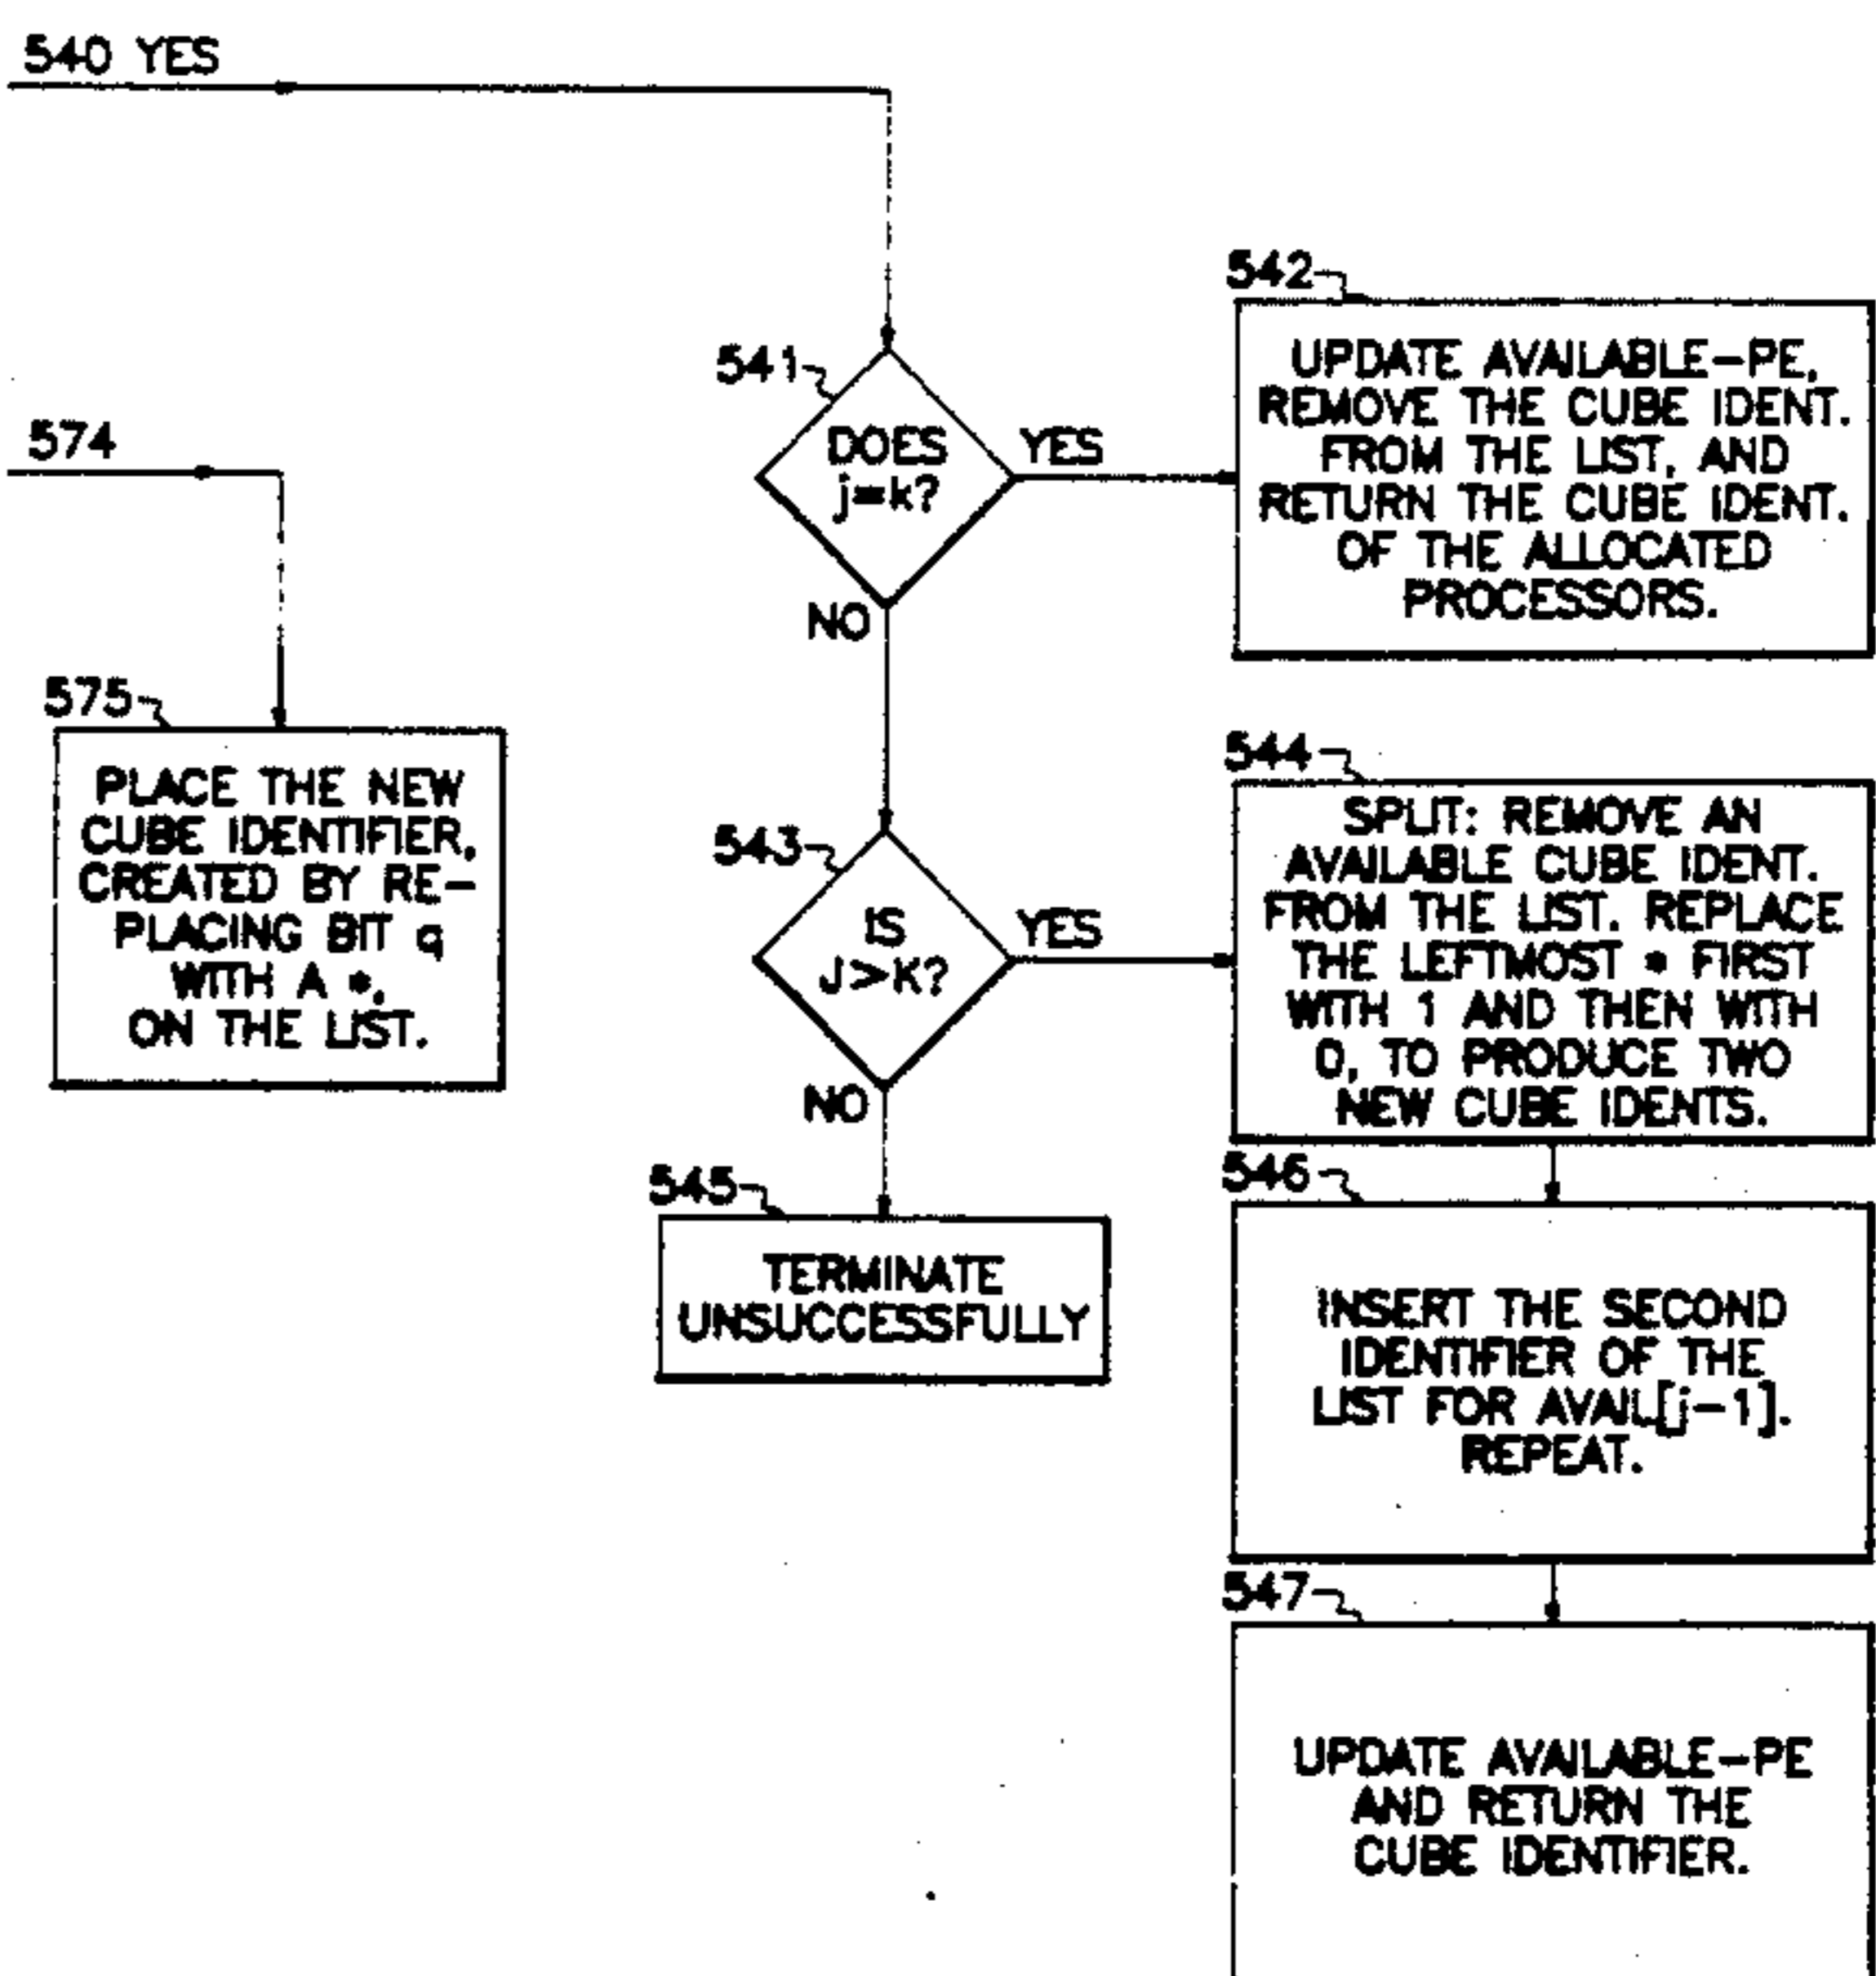 540 YES
541
DOES
j=k?
YES
NO
542
UPDATE AVAILABLE-PE,
REMOVE THE CUBE IDENT.
FROM THE LIST, AND
RETURN THE CUBE IDENT.
OF THE ALLOCATED
PROCESSORS.
574
575
PLACE THE NEW
CUBE IDENTIFIER,
CREATED BY RE-
PLACING BIT q
WITH A *,
ON THE LIST.
543
IS
J>K?
YES
NO
544
SPLIT: REMOVE AN
AVAILABLE CUBE IDENT.
FROM THE LIST. REPLACE
THE LEFTMOST * FIRST
WITH 1 AND THEN WITH
0, TO PRODUCE TWO
NEW CUBE IDENTS.
545
TERMINATE
UNSUCCESSFULLY
546
INSERT THE SECOND
IDENTIFIER OF THE
LIST FOR AVAIL[j-1].
REPEAT.
547
UPDATE AVAILABLE-PE
AND RETURN THE
CUBE IDENTIFIER.